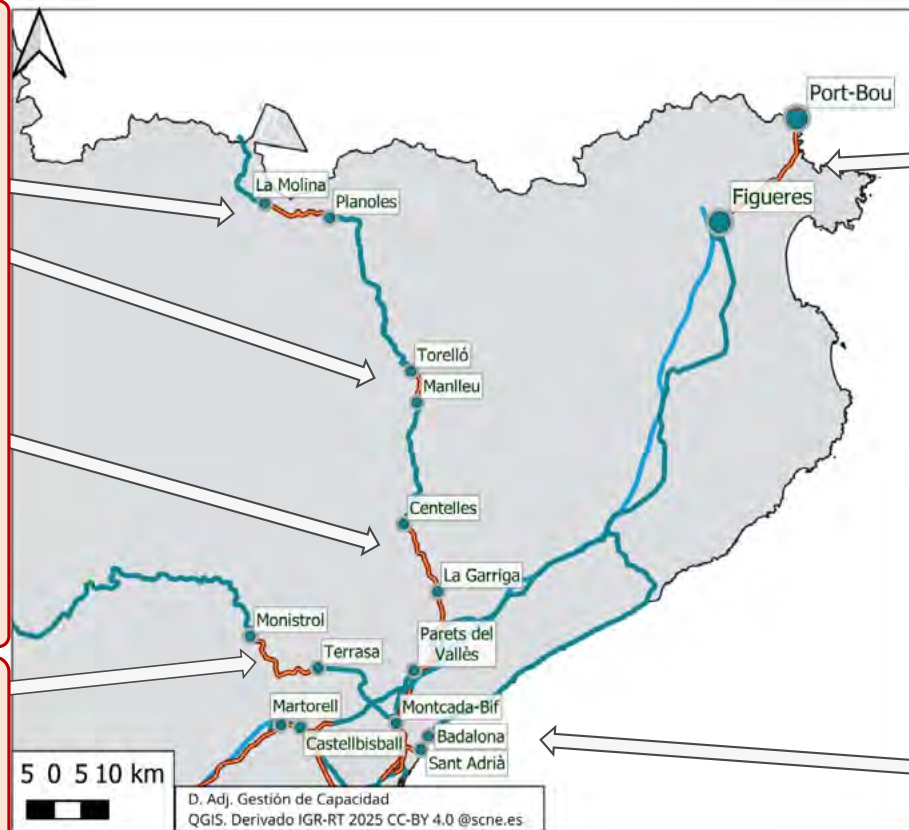 Port-Bou
Figueres
La Molina
Planoles
Torelló
Manlleu
Centelles
La Garriga
Monistrol
Terrasa
Parets del
Vallès
Martorell
Montcada-Bif
Castellbisball
Badalona
Sant Adrià
5 0 5 10 km
D. Adj. Gestión de Capacidad
QGIS. Derivado IGR-RT 2025 CC-BY 4.0 @scne.es